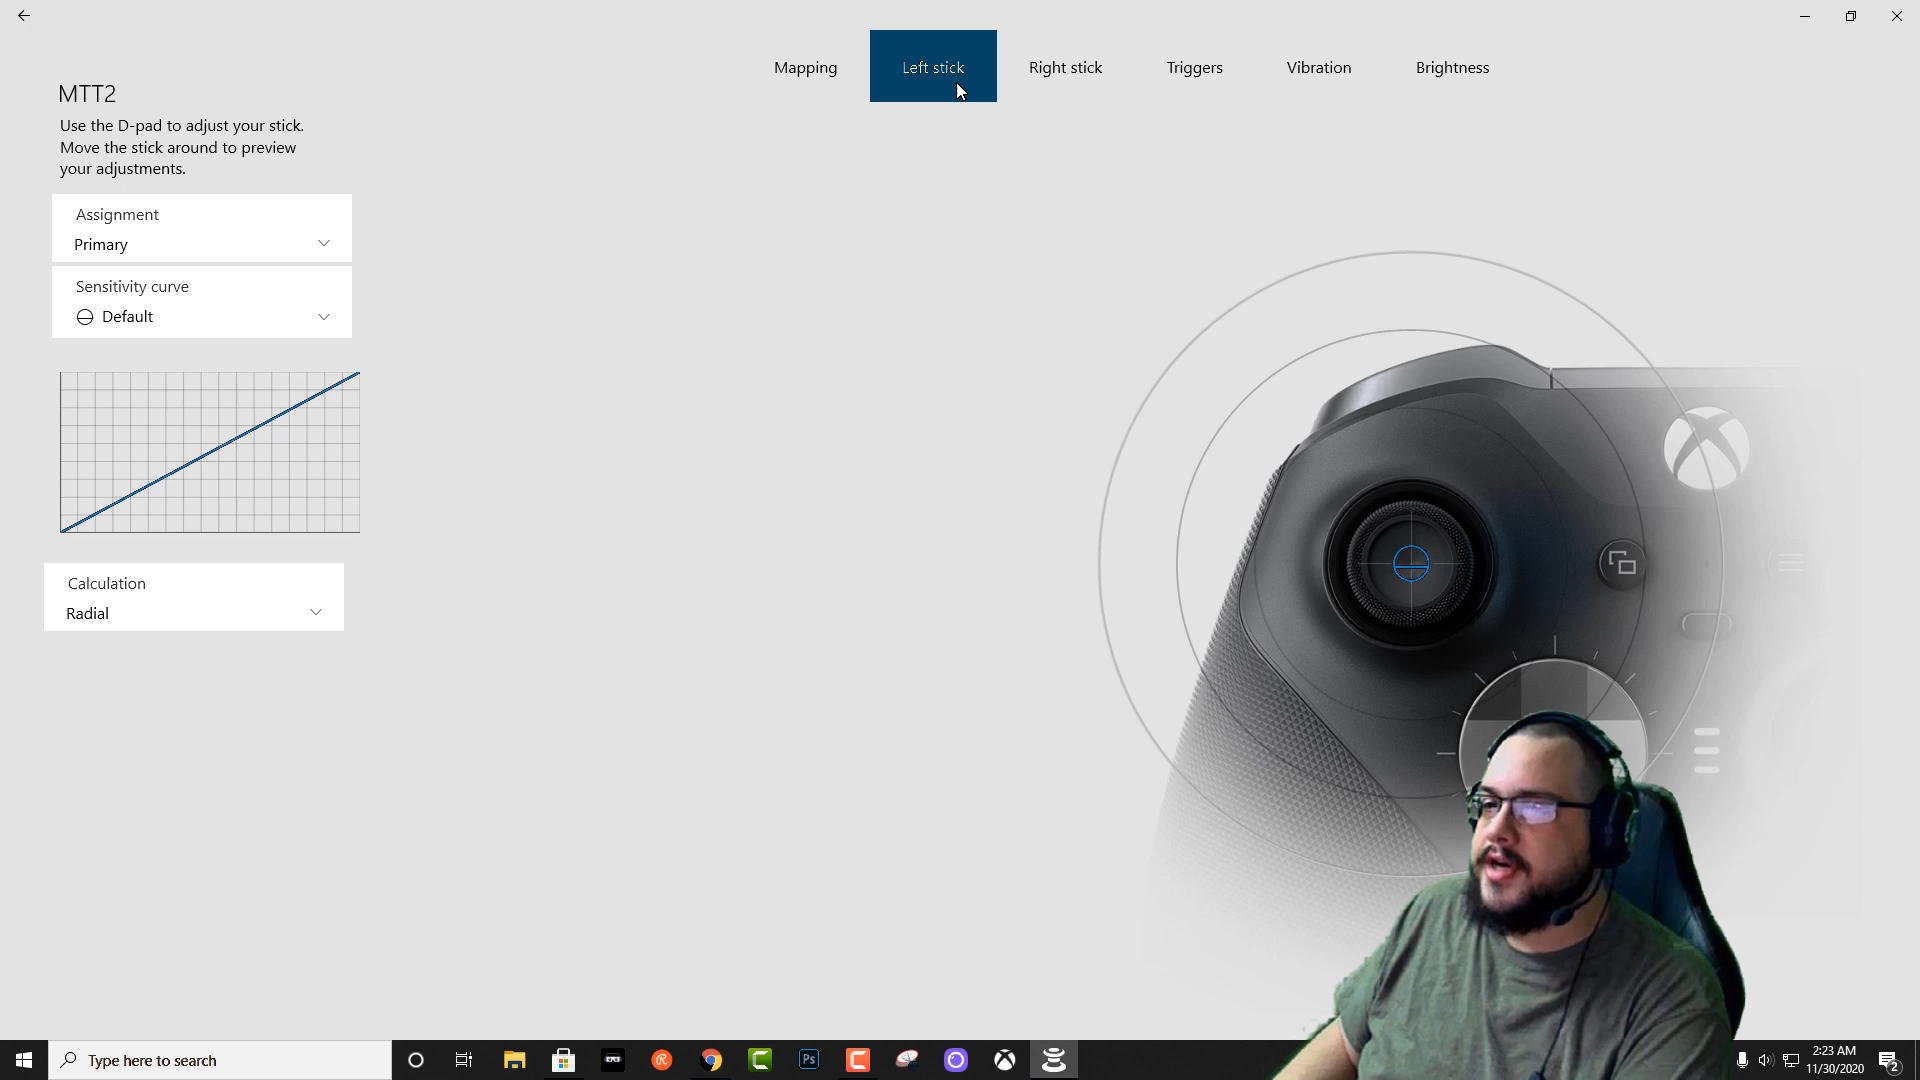 Mapping
Left stick
Right stick
Triggers
Vibration
Brightness
MTT2
Use the D-pad to adjust your stick.
Move the stick around to preview
your adjustments.
Assignment
Primary
Sensitivity curve
Default
Calculation
Radial
Type here to search
Ps
2:23 AM
11/30/2020
2